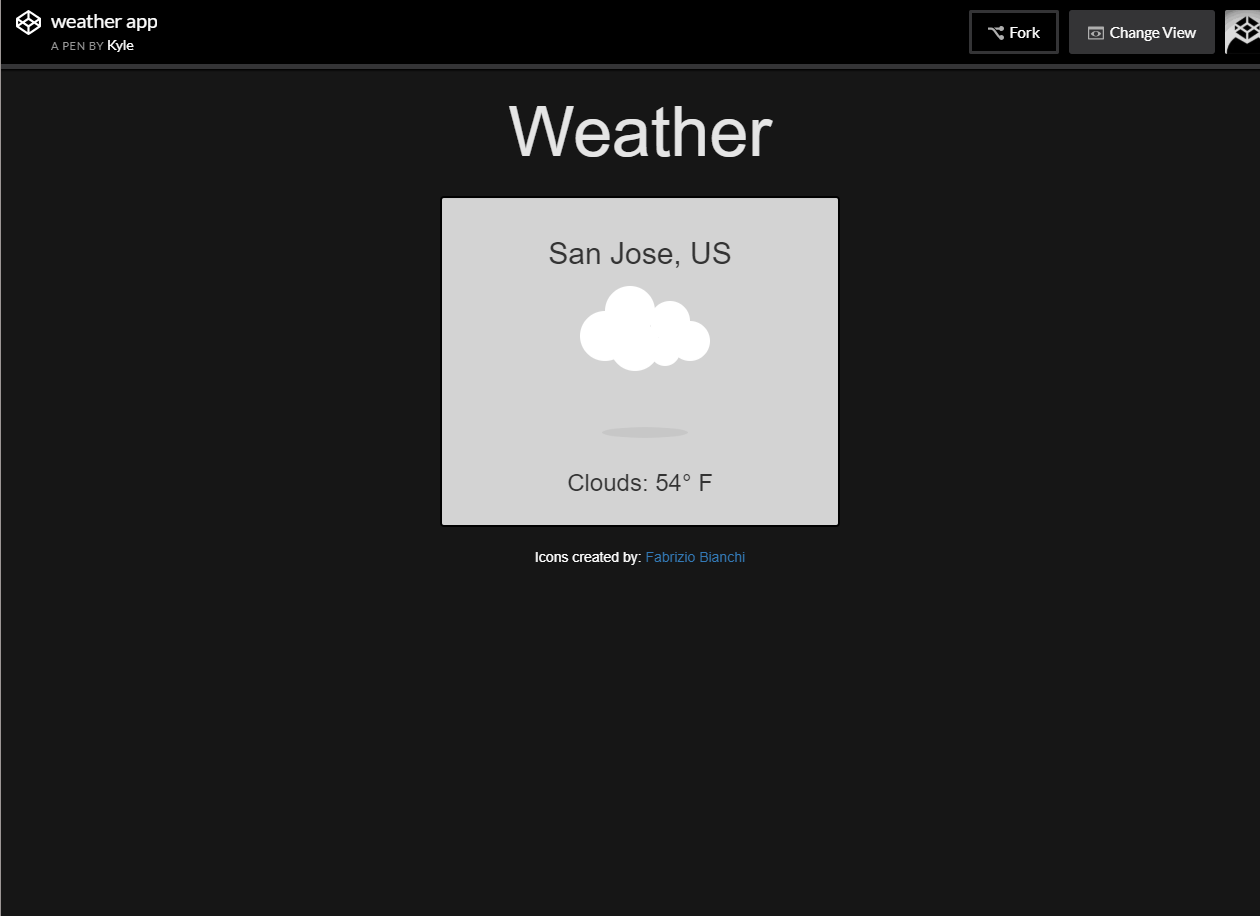 weather app
A PEN BY Kyle
Fork
Change View
Weather
San Jose, US
Clouds: 54° F
Icons created by: Fabrizio Bianchi